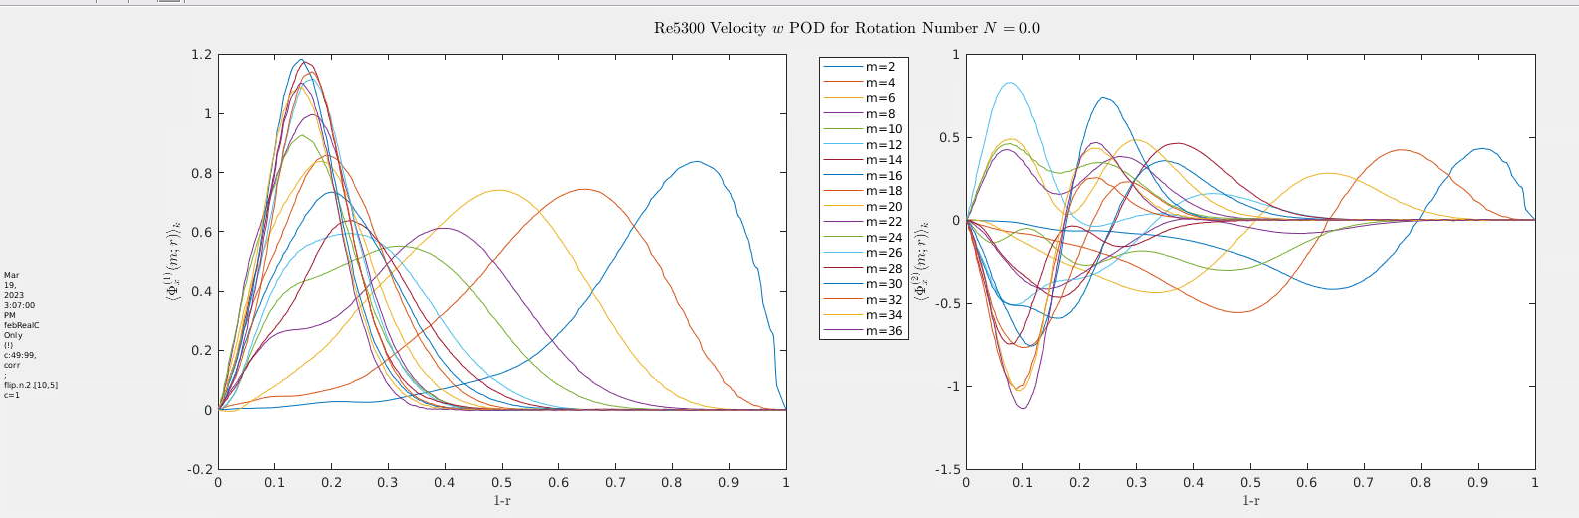 Re5300 Velocity w POD for Rotation Number N = 0.0
Mar
19,
2023
3:07:00
PM
febRealC
Only
(!)
c:49:99,
corr
;
flip.n.2.[10,5]
c=1
⟨Φₓ⁽¹⁾(m; r)⟩ₖ
1.2
1
0.8
0.6
0.4
0.2
0
-0.2
0 0.1 0.2 0.3 0.4 0.5 0.6 0.7 0.8 0.9 1
1-r
m=2
m=4
m=6
m=8
m=10
m=12
m=14
m=16
m=18
m=20
m=22
m=24
m=26
m=28
m=30
m=32
m=34
m=36
⟨Φₓ⁽²⁾(m; r)⟩ₖ
1
0.5
0
-0.5
-1
-1.5
0 0.1 0.2 0.3 0.4 0.5 0.6 0.7 0.8 0.9 1
1-r